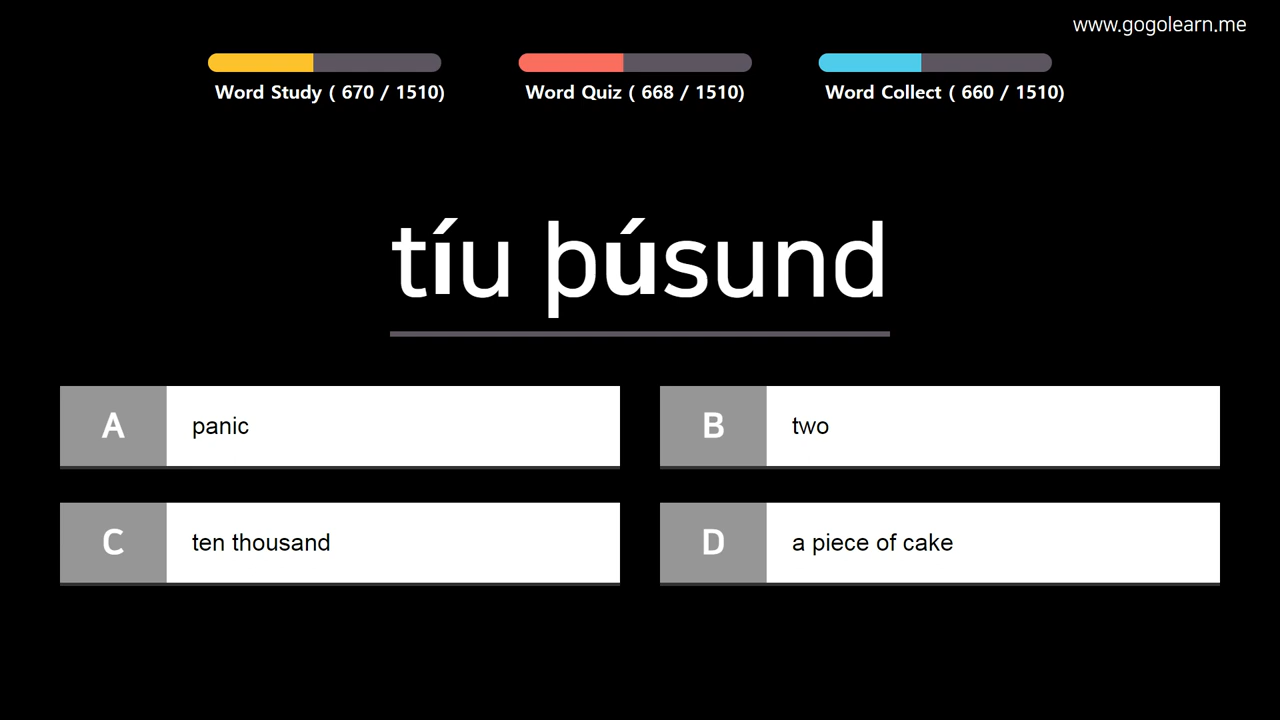 www.gogolearn.me
Word Study ( 670 / 1510)
Word Quiz ( 668 / 1510)
Word Collect ( 660 / 1510)
tíu þúsund
A panic
B two
C ten thousand
D a piece of cake